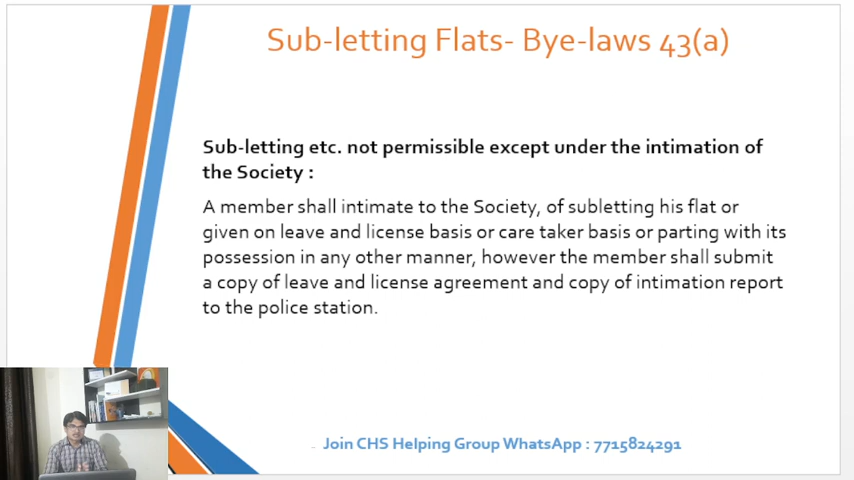 Sub-letting Flats- Bye-laws 43(a)
Sub-letting etc. not permissible except under the intimation of
the Society :
A member shall intimate to the Society, of subletting his flat or
given on leave and license basis or care taker basis or parting with its
possession in any other manner, however the member shall submit
a copy of leave and license agreement and copy of intimation report
to the police station.
Join CHS Helping Group WhatsApp : 7715824291